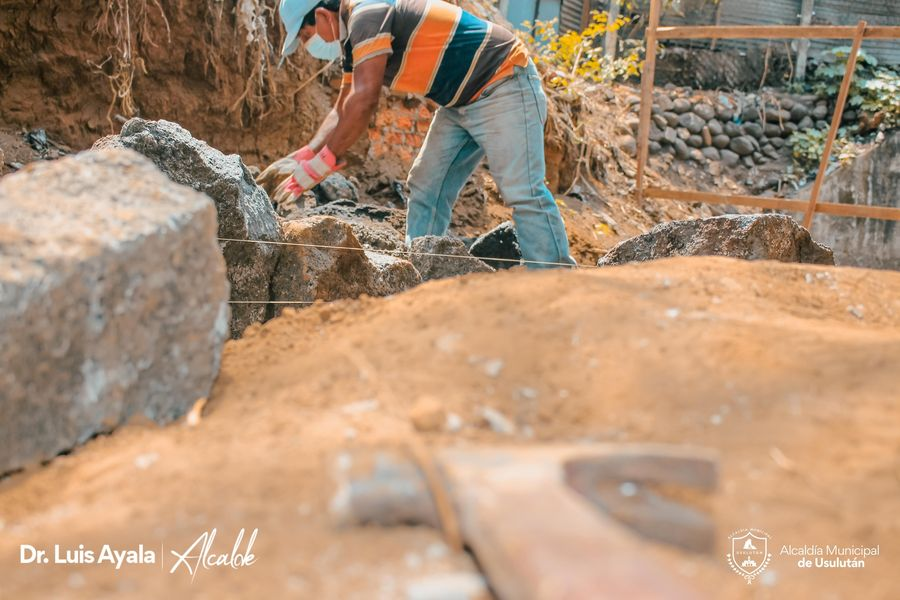 Dr. Luis Ayala | Alcalde
Alcaldía Municipal
de Usulután